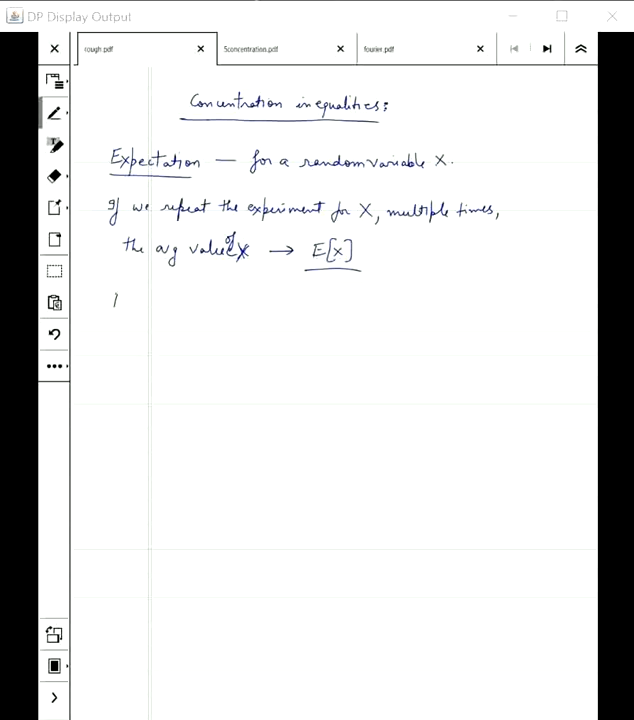 DP Display Output
rough.pdf
5concentration.pdf
fourier.pdf
Concentration inequalities:
Expectation — for a random variable X.
If we repeat the experiment for X, multiple times,
the avg value of X → E[X]